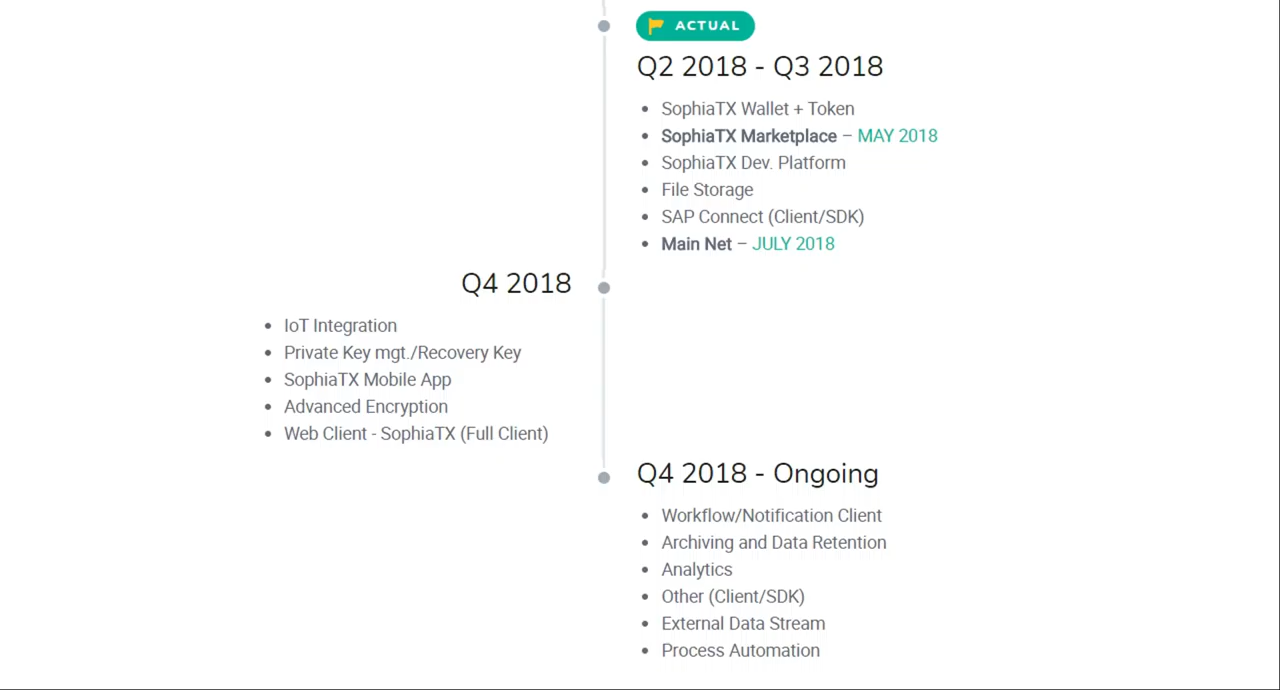 ACTUAL
Q2 2018 - Q3 2018
• SophiaTX Wallet + Token
• SophiaTX Marketplace – MAY 2018
• SophiaTX Dev. Platform
• File Storage
• SAP Connect (Client/SDK)
• Main Net – JULY 2018
Q4 2018
• IoT Integration
• Private Key mgt./Recovery Key
• SophiaTX Mobile App
• Advanced Encryption
• Web Client - SophiaTX (Full Client)
Q4 2018 - Ongoing
• Workflow/Notification Client
• Archiving and Data Retention
• Analytics
• Other (Client/SDK)
• External Data Stream
• Process Automation